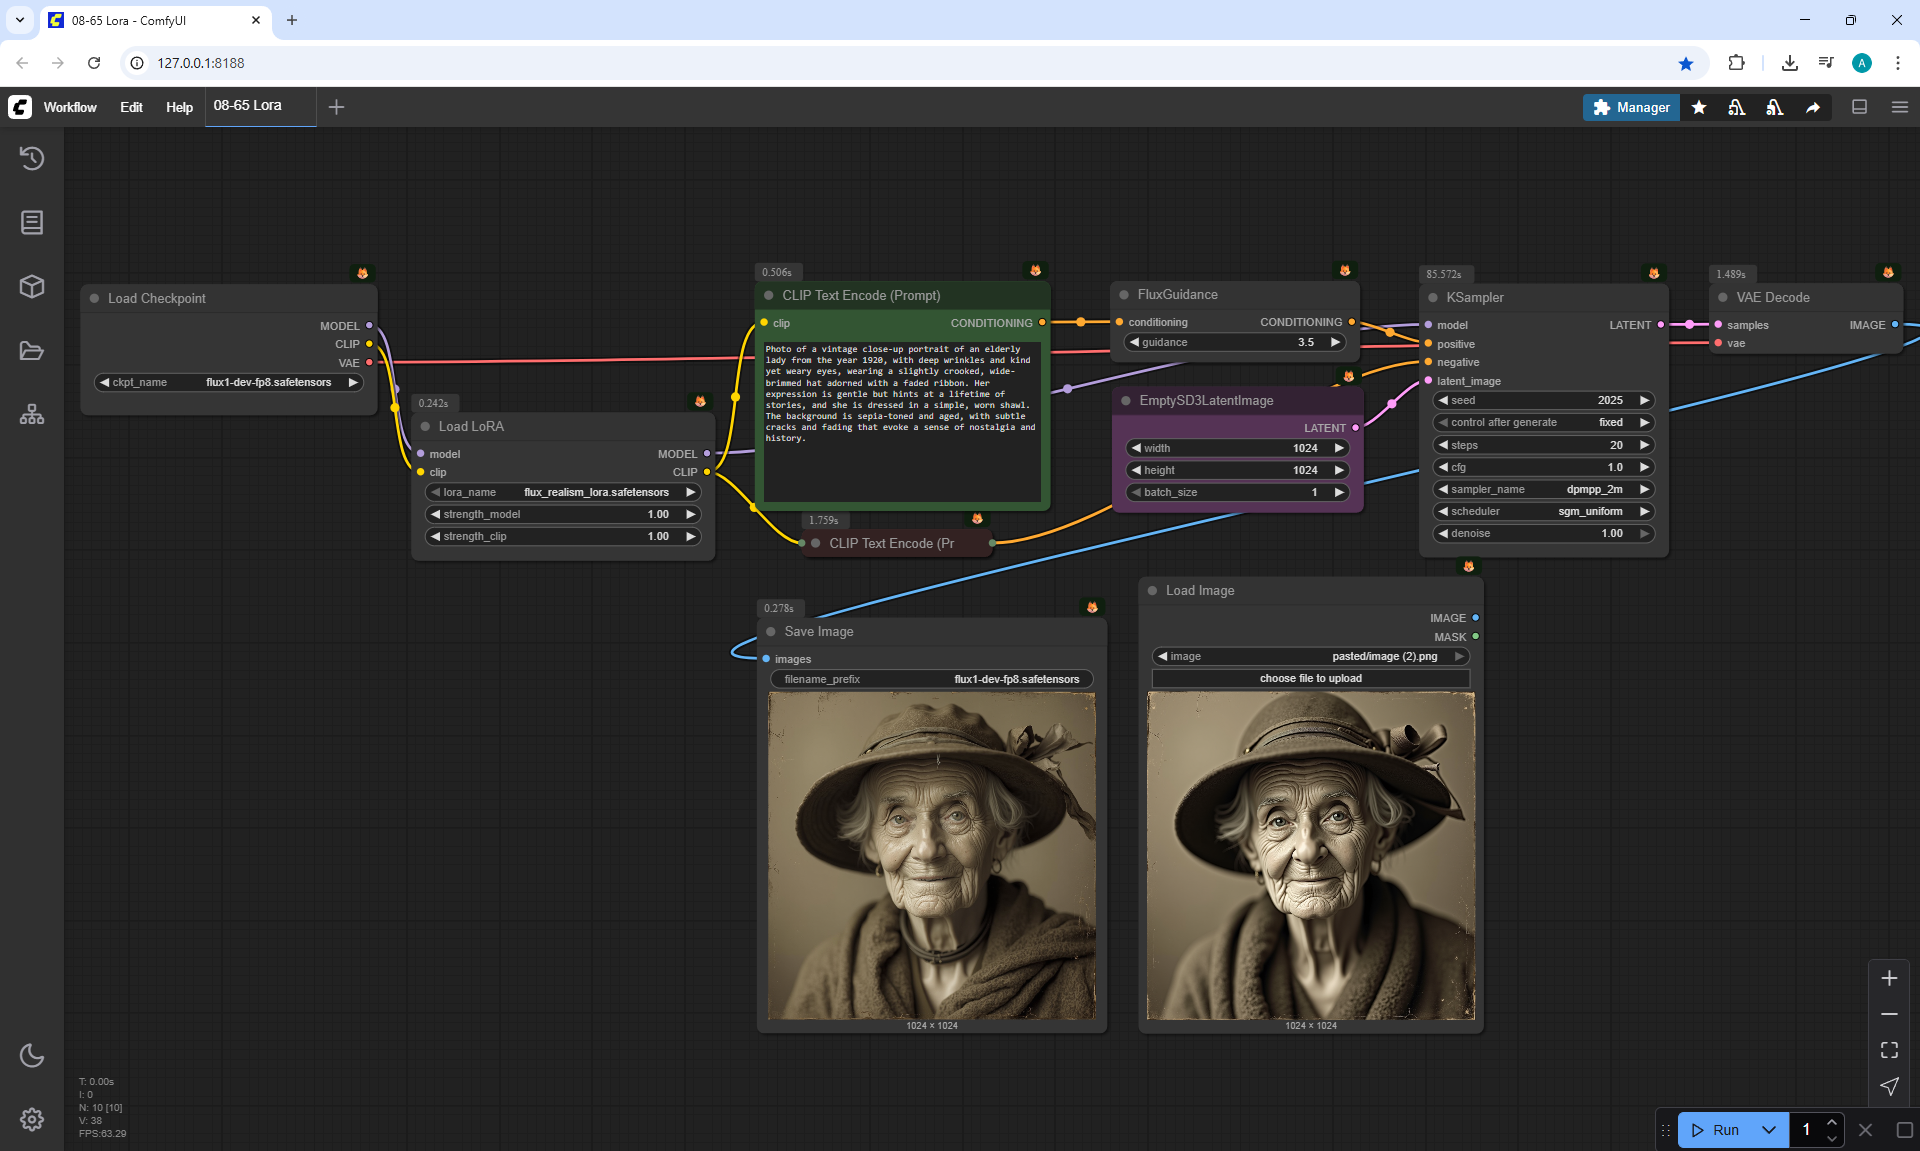 08-65 Lora - ComfyUI
127.0.0.1:8188
A
Workflow Edit Help 08-65 Lora
Manager
Load Checkpoint
MODEL
CLIP
VAE
ckpt_name flux1-dev-fp8.safetensors
0.242s
Load LoRA
model MODEL
clip CLIP
lora_name flux_realism_lora.safetensors
strength_model 1.00
strength_clip 1.00
0.506s
CLIP Text Encode (Prompt)
clip CONDITIONING
Photo of a vintage close-up portrait of an elderly
lady from the year 1920, with deep wrinkles and kind
yet weary eyes, wearing a slightly crooked, wide-
brimmed hat adorned with a faded ribbon. Her
expression is gentle but hints at a lifetime of
stories, and she is dressed in a simple, worn shawl.
The background is sepia-toned and aged, with subtle
cracks and fading that evoke a sense of nostalgia and
history.
1.759s
CLIP Text Encode (Pr
FluxGuidance
conditioning CONDITIONING
guidance 3.5
EmptySD3LatentImage
LATENT
width 1024
height 1024
batch_size 1
85.572s
KSampler
model LATENT
positive
negative
latent_image
seed 2025
control after generate fixed
steps 20
cfg 1.0
sampler_name dpmpp_2m
scheduler sgm_uniform
denoise 1.00
1.489s
VAE Decode
samples IMAGE
vae
0.278s
Save Image
images
filename_prefix flux1-dev-fp8.safetensors
1024 × 1024
Load Image
IMAGE
MASK
image pasted/image (2).png
choose file to upload
1024 × 1024
T: 0.00s
I: 0
N: 10 [10]
V: 38
FPS:63.29
Run 1